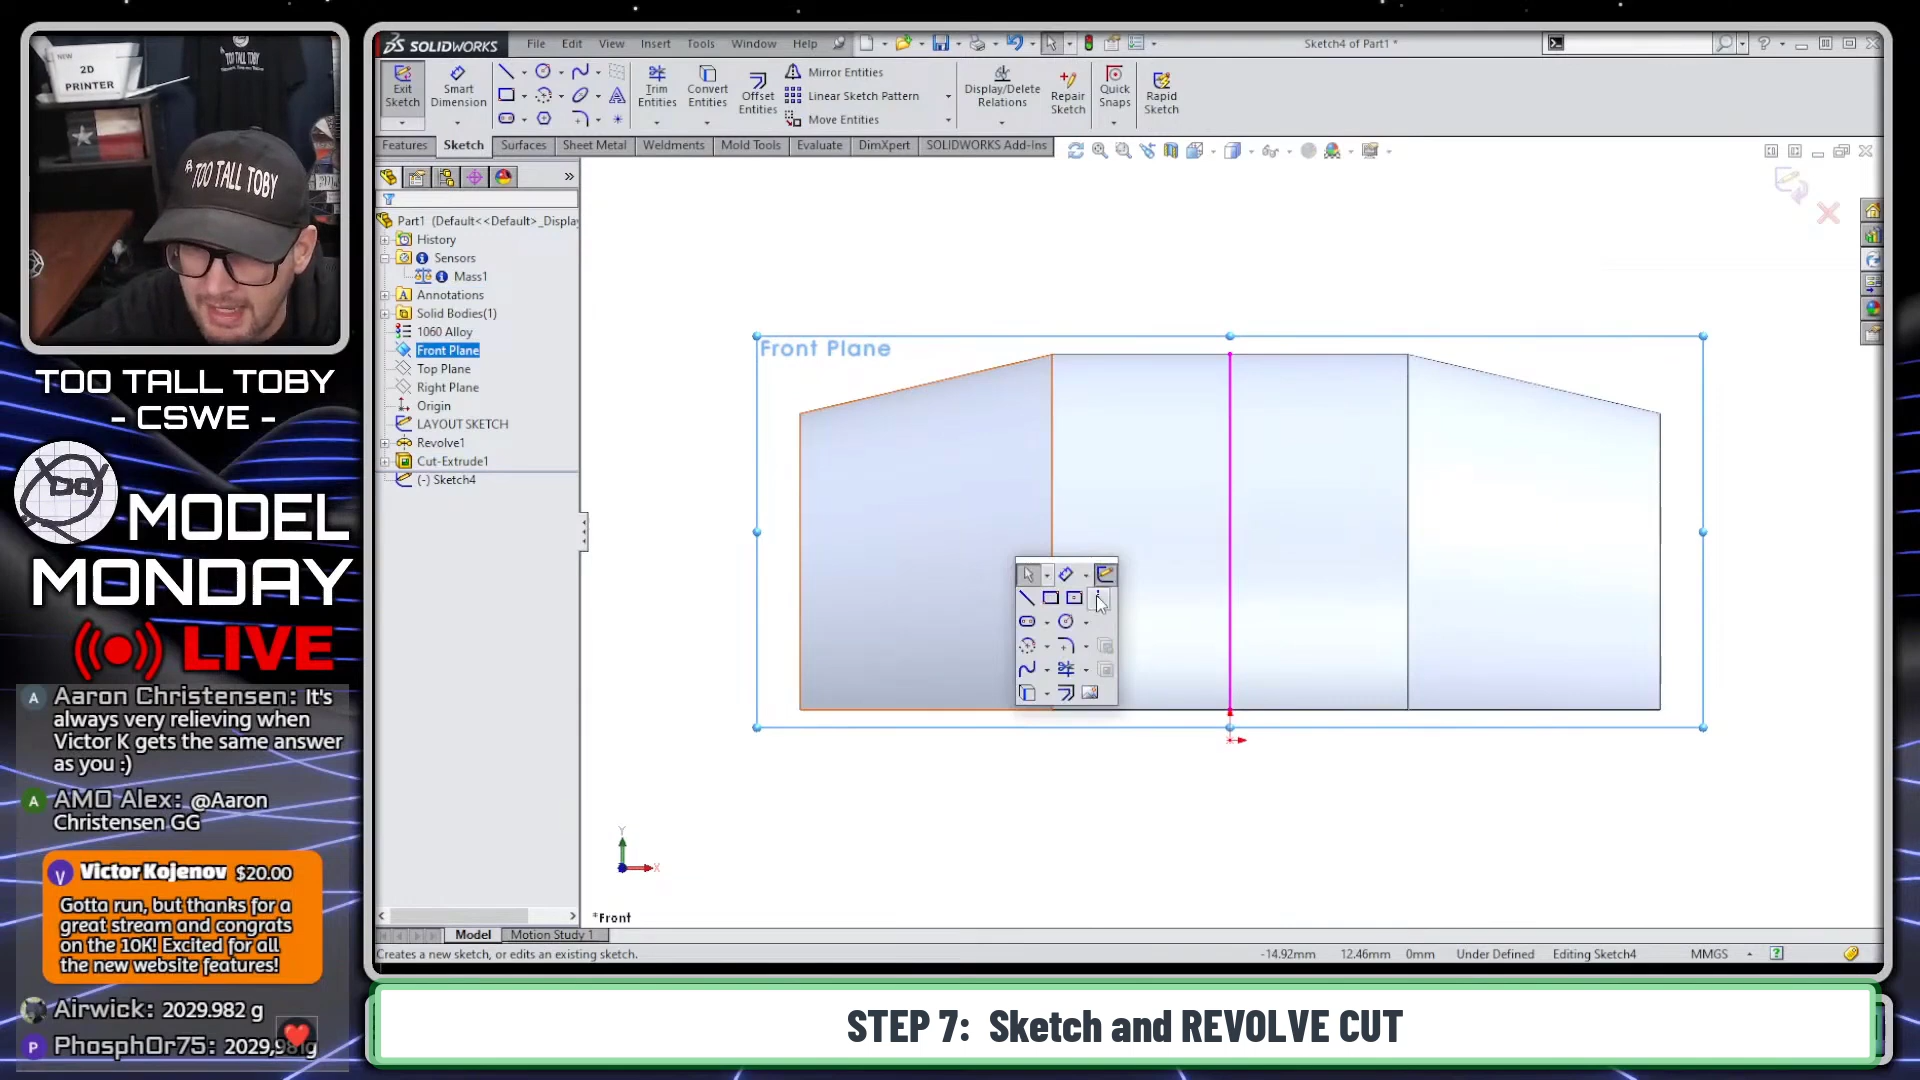 NEW
2D
PRINTER
TOO TALL TOBY
TOO TALL TOBY
- CSWE -
MODEL
MONDAY
LIVE
A Aaron Christensen: It's
always very relieving when
Victor K gets the same answer
as you :)
A AMO Alex: @Aaron
Christensen GG
V Victor Kojenov $20.00
Gotta run, but thanks for a
great stream and congrats
on the 10K! Excited for all
the new website features!
Airwick: 2029.982 g
P Phosph0r75: 2029,981g
SOLIDWORKS File Edit View Insert Tools Window Help Sketch4 of Part1 *
Exit Sketch
Smart Dimension
Trim Entities
Convert Entities
Offset Entities
Mirror Entities
Linear Sketch Pattern
Move Entities
Display/Delete Relations
Repair Sketch
Quick Snaps
Rapid Sketch
Features Sketch Surfaces Sheet Metal Weldments Mold Tools Evaluate DimXpert SOLIDWORKS Add-Ins
Part1 (Default<<Default>_Displa
History
Sensors
Mass1
Annotations
Solid Bodies(1)
1060 Alloy
Front Plane
Top Plane
Right Plane
Origin
LAYOUT SKETCH
Revolve1
Cut-Extrude1
(-) Sketch4
Front Plane
Y
X
*Front
Model Motion Study 1
Creates a new sketch, or edits an existing sketch. -14.92mm 12.46mm 0mm Under Defined Editing Sketch4 MMGS
STEP 7: Sketch and REVOLVE CUT